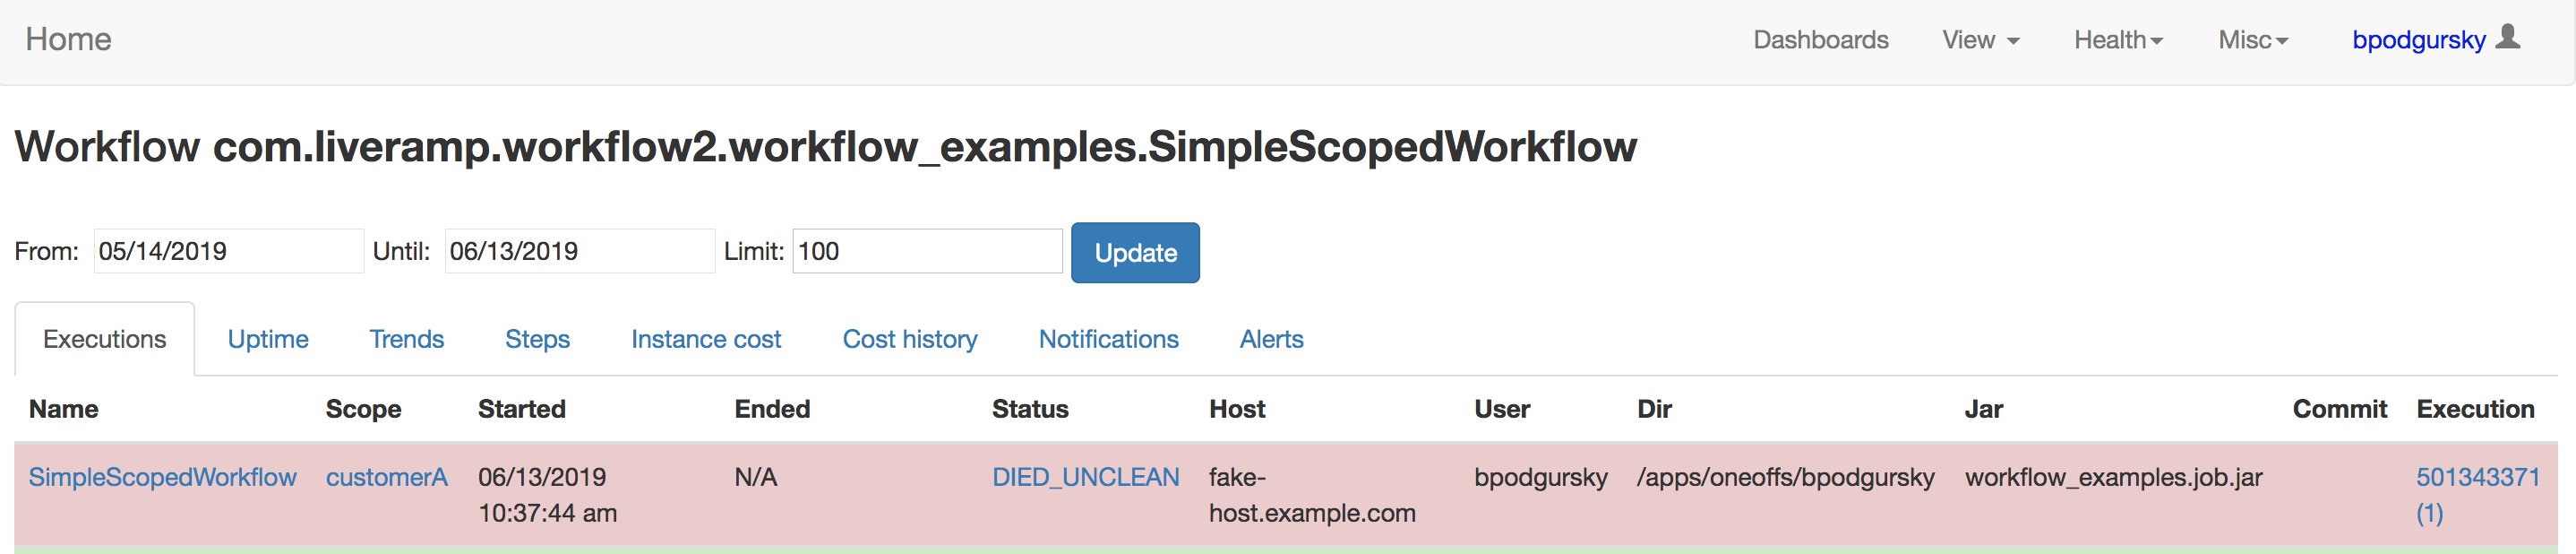 Home Dashboards View Health Misc bpodgursky
Workflow com.liveramp.workflow2.workflow_examples.SimpleScopedWorkflow
From: 05/14/2019 Until: 06/13/2019 Limit: 100 Update
Executions Uptime Trends Steps Instance cost Cost history Notifications Alerts
Name Scope Started Ended Status Host User Dir Jar Commit Execution
SimpleScopedWorkflow customerA 06/13/2019 N/A DIED_UNCLEAN fake- bpodgursky /apps/oneoffs/bpodgursky workflow_examples.job.jar 501343371
10:37:44 am host.example.com (1)